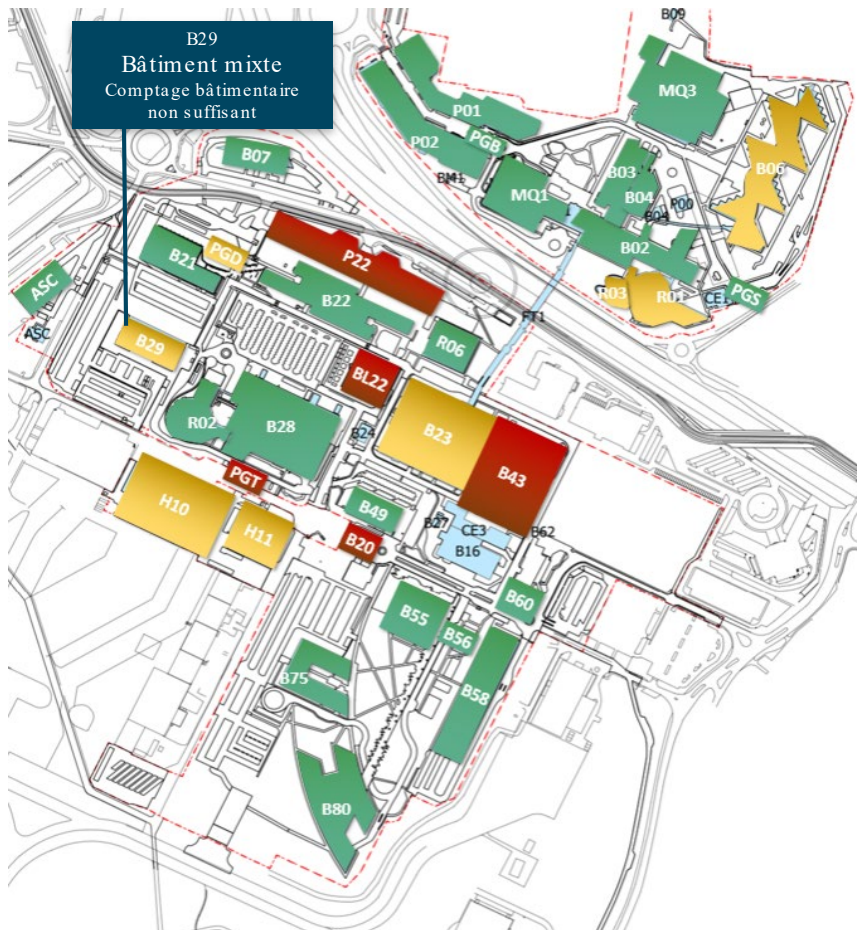 B29
Bâtiment mixte
Comptage bâtimentaire
non suffisant
B09
MQ3
P01
P02
PGB
B07
BM1
B03
B06
MQ1
B04
B04
P00
B02
B21
PGD
P22
ASC
B22
R03
R01
CE1
PGS
FT1
ASC
B29
R06
BL22
R02
B28
B24
B23
B43
PGT
H10
B49
H11
B27
CE3
B62
B20
B16
B60
B55
B56
B75
B58
B80